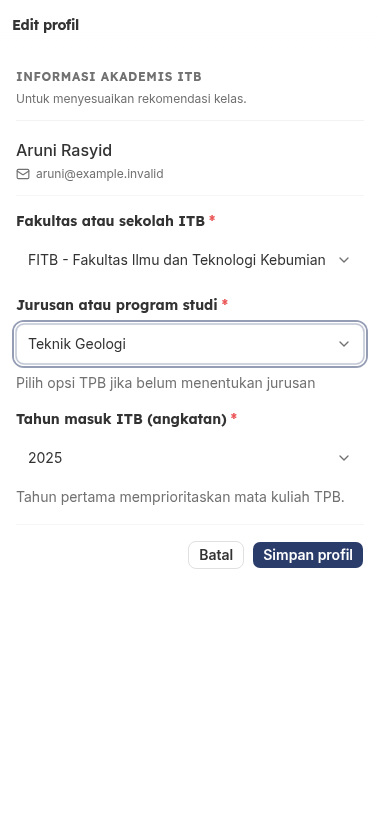 Edit profil
INFORMASI AKADEMIS ITB
Untuk menyesuaikan rekomendasi kelas.
Aruni Rasyid
aruni@example.invalid
Fakultas atau sekolah ITB *
FITB - Fakultas Ilmu dan Teknologi Kebumian
Jurusan atau program studi *
Teknik Geologi
Pilih opsi TPB jika belum menentukan jurusan
Tahun masuk ITB (angkatan) *
2025
Tahun pertama memprioritaskan mata kuliah TPB.
Batal Simpan profil